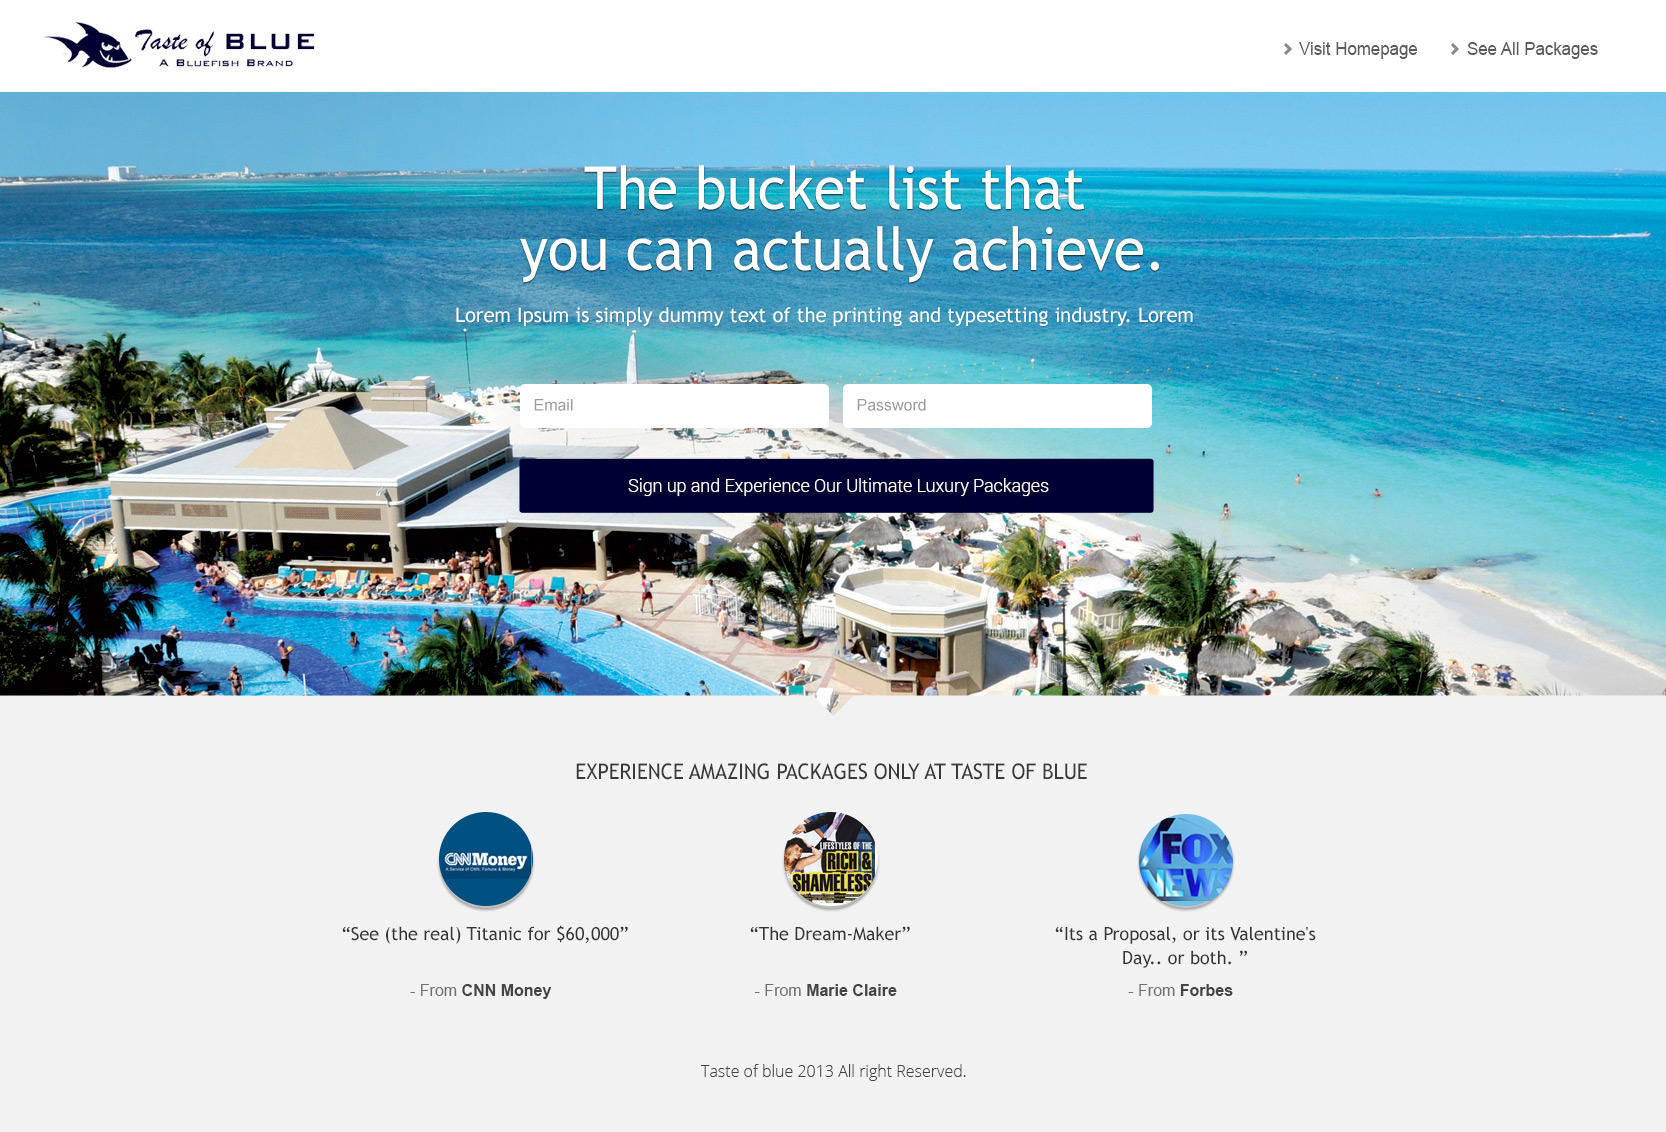 Taste of BLUE
A BLUEFISH BRAND
Visit Homepage
See All Packages
The bucket list that
you can actually achieve.
Lorem Ipsum is simply dummy text of the printing and typesetting industry. Lorem
Email
Password
Sign up and Experience Our Ultimate Luxury Packages
EXPERIENCE AMAZING PACKAGES ONLY AT TASTE OF BLUE
CNNMoney
A Service of CNN, Fortune & Money
LIFESTYLES OF THE
RICH &
SHAMELESS
FOX
NEWS
“See (the real) Titanic for $60,000”
- From CNN Money
“The Dream-Maker”
- From Marie Claire
“Its a Proposal, or its Valentine's
Day.. or both. ”
- From Forbes
Taste of blue 2013 All right Reserved.